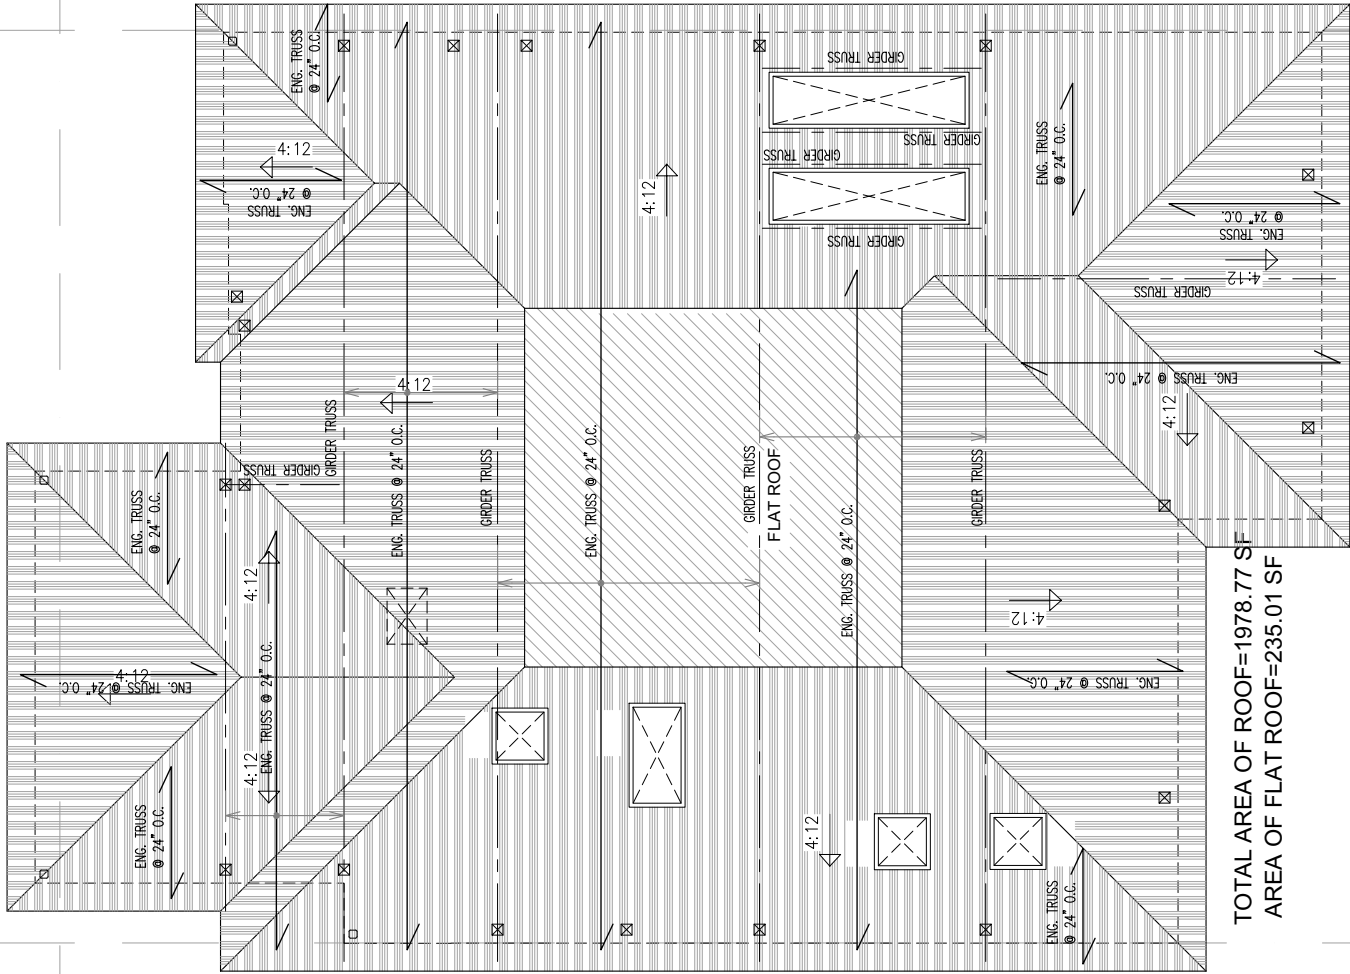 ENG. TRUSS
@ 24" O.C.
4:12
ENG. TRUSS
@ 24" O.C.
GIRDER TRUSS
GIRDER TRUSS
GIRDER TRUSS
4:12
ENG. TRUSS
@ 24" O.C.
GIRDER TRUSS
ENG. TRUSS
@ 24" O.C.
4:12
GIRDER TRUSS
4:12
ENG. TRUSS @ 24" O.C.
4:12
GIRDER TRUSS
GIRDER TRUSS
ENG. TRUSS @ 24" O.C.
GIRDER TRUSS
ENG. TRUSS @ 24" O.C.
GIRDER TRUSS
FLAT ROOF
ENG. TRUSS @ 24" O.C.
GIRDER TRUSS
ENG. TRUSS
@ 24" O.C.
4:12
4:12
ENG. TRUSS @ 24" O.C.
ENG. TRUSS @ 24" O.C.
4:12
ENG. TRUSS
@ 24" O.C.
4:12
4:12
ENG. TRUSS @ 24" O.C.
ENG. TRUSS
@ 24" O.C.
TOTAL AREA OF ROOF=1978.77 SF
AREA OF FLAT ROOF=235.01 SF